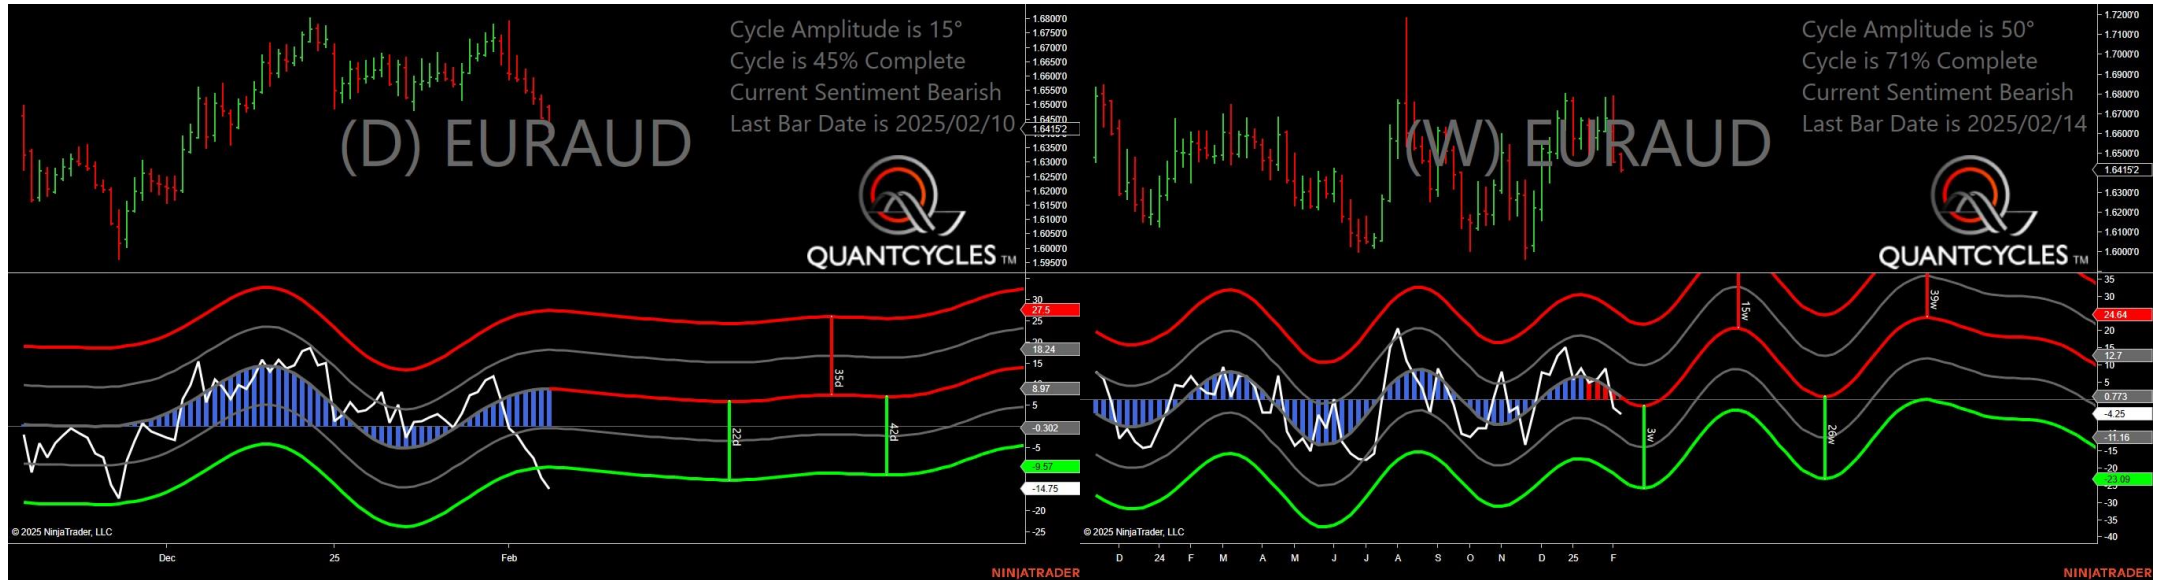 Cycle Amplitude is 15°
Cycle is 45% Complete
Current Sentiment Bearish
Last Bar Date is 2025/02/10
(D) EURAUD
QUANTCYCLES TM
1.6800'0
1.6750'0
1.6700'0
1.6650'0
1.6600'0
1.6550'0
1.6500'0
1.6450'0
1.6415'2
1.6350'0
1.6300'0
1.6250'0
1.6200'0
1.6150'0
1.6100'0
1.6050'0
1.6000'0
1.5950'0
30
27.5
25
18.24
15
8.97
5
-0.302
-5
-9.57
-14.75
-20
-25
22d
35d
42d
© 2025 NinjaTrader, LLC
Dec
25
Feb
NINJATRADER
Cycle Amplitude is 50°
Cycle is 71% Complete
Current Sentiment Bearish
Last Bar Date is 2025/02/14
(W) EURAUD
QUANTCYCLES TM
1.7200'0
1.7100'0
1.7000'0
1.6900'0
1.6800'0
1.6700'0
1.6600'0
1.6500'0
1.6415'2
1.6300'0
1.6200'0
1.6100'0
1.6000'0
35
30
24.64
20
15
12.7
10
5
0.773
-4.25
-11.16
-15
-20
-23.09
-30
-35
-40
3w
15w
26w
39w
© 2025 NinjaTrader, LLC
D
24
F
M
A
M
J
J
A
S
O
N
D
25
F
NINJATRADER